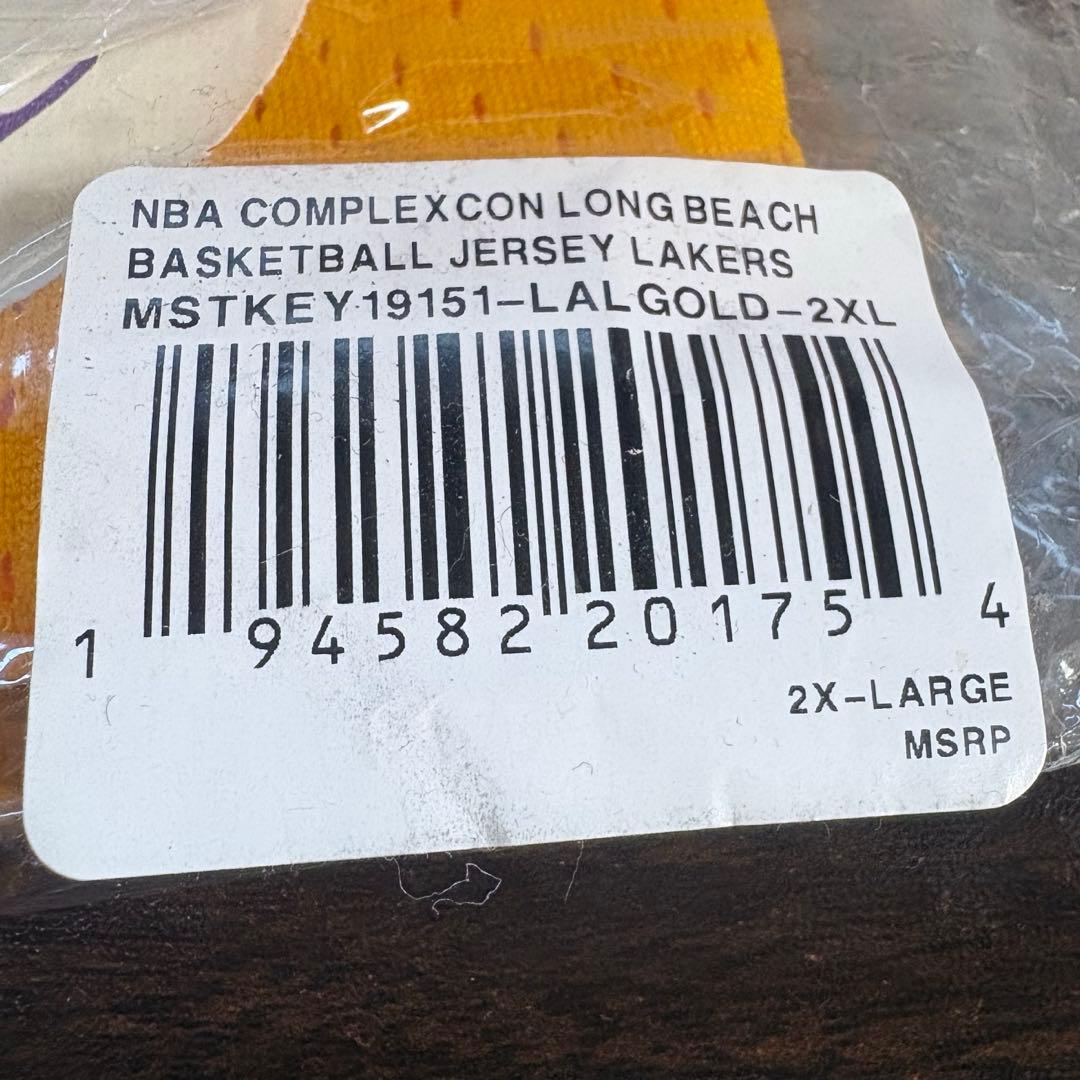 NBA COMPLEXCON LONG BEACH
BASKETBALL JERSEY LAKERS
MSTKEY19151-LALGOLD-2XL
1 94582 20175 4
2X-LARGE
MSRP